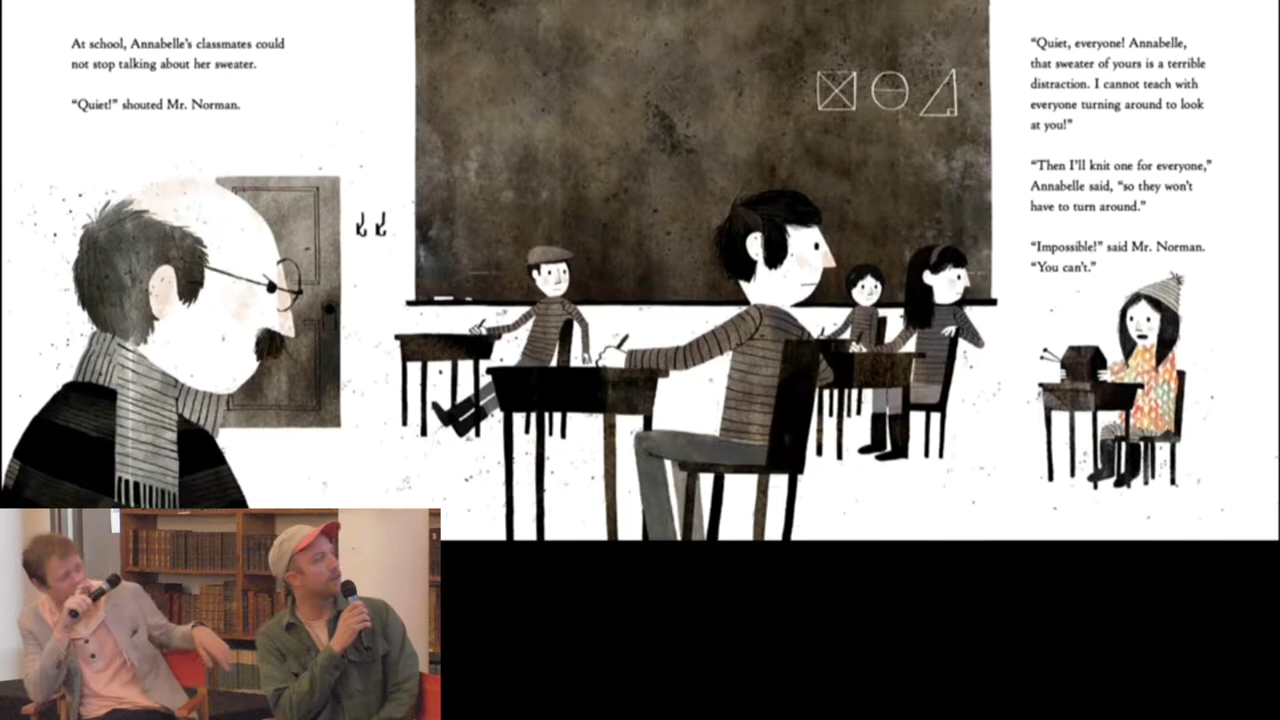 At school, Annabelle's classmates could
not stop talking about her sweater.
"Quiet!" shouted Mr. Norman.
"Quiet, everyone! Annabelle,
that sweater of yours is a terrible
distraction. I cannot teach with
everyone turning around to look
at you!"
"Then I'll knit one for everyone,"
Annabelle said, "so they won't
have to turn around."
"Impossible!" said Mr. Norman.
"You can't."